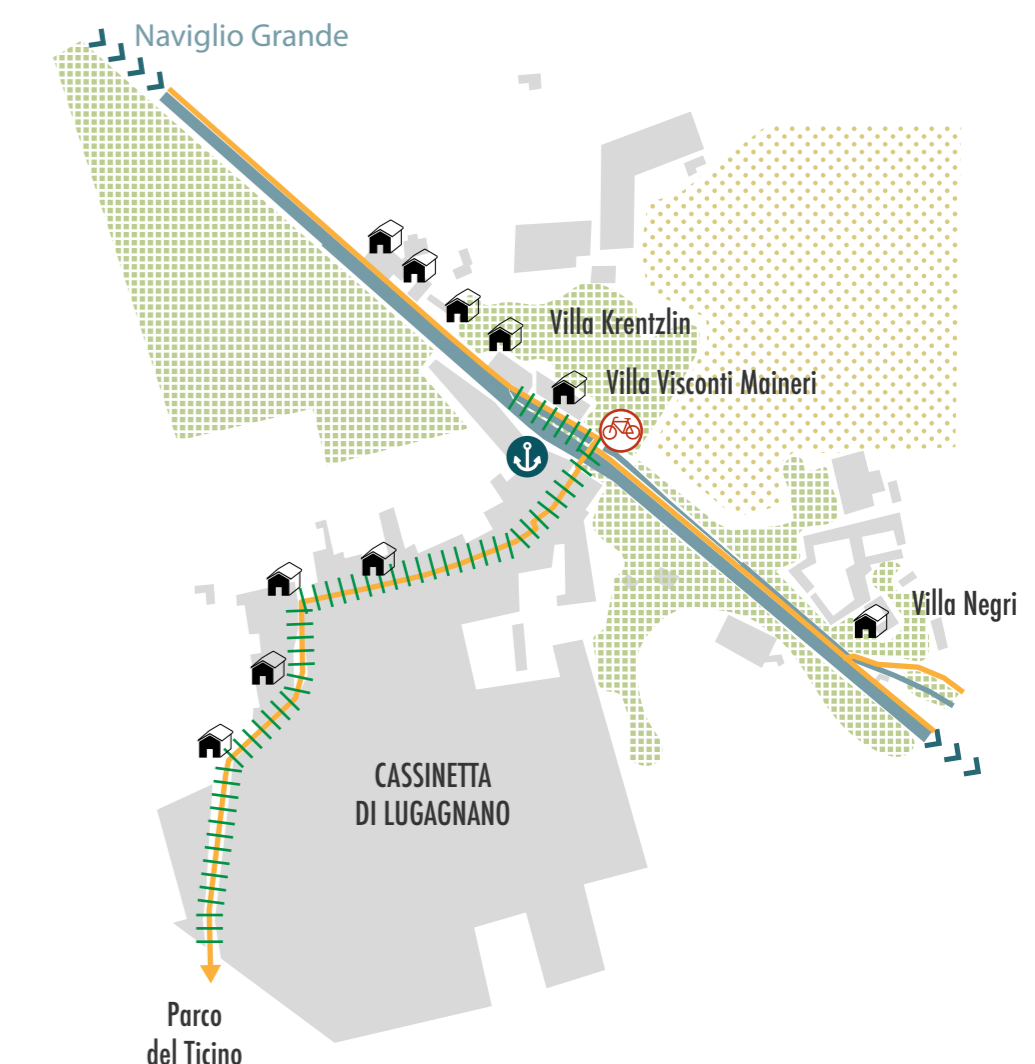 Naviglio Grande
Villa Krentzlin
Villa Visconti Maineri
Villa Negri
CASSINETTA
DI LUGAGNANO
Parco
del Ticino